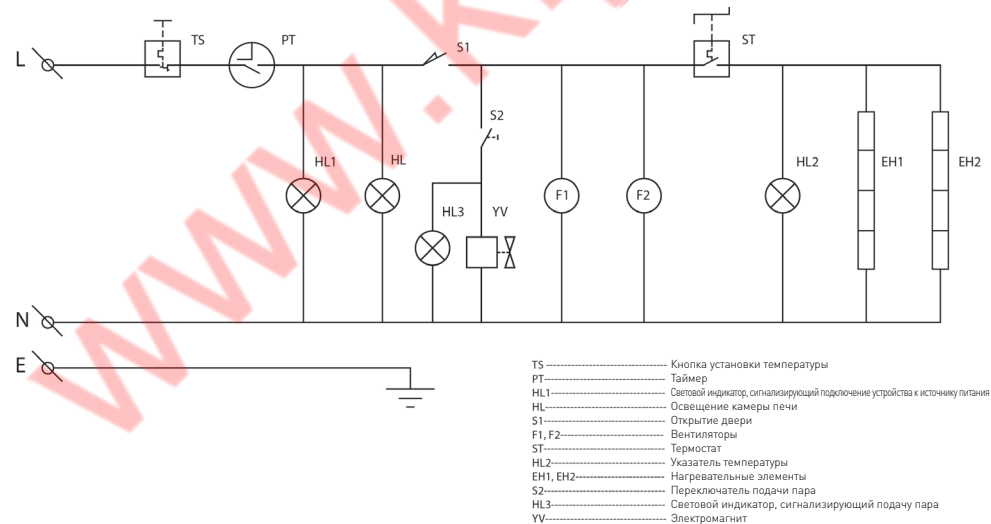 TS PT S1 ST
L
S2
HL1 HL HL2 EH1 EH2
F1 F2
HL3 YV
N
E
TS Кнопка установки температуры
PT Таймер
HL1 Световой индикатор, сигнализирующий подключение устройства к источнику питания
HL Освещение камеры печи
S1 Открытие двери
F1, F2 Вентиляторы
ST Термостат
HL2 Указатель температуры
EH1, EH2 Нагревательные элементы
S2 Переключатель подачи пара
HL3 Световой индикатор, сигнализирующий подачу пара
YV Электромагнит
www.k